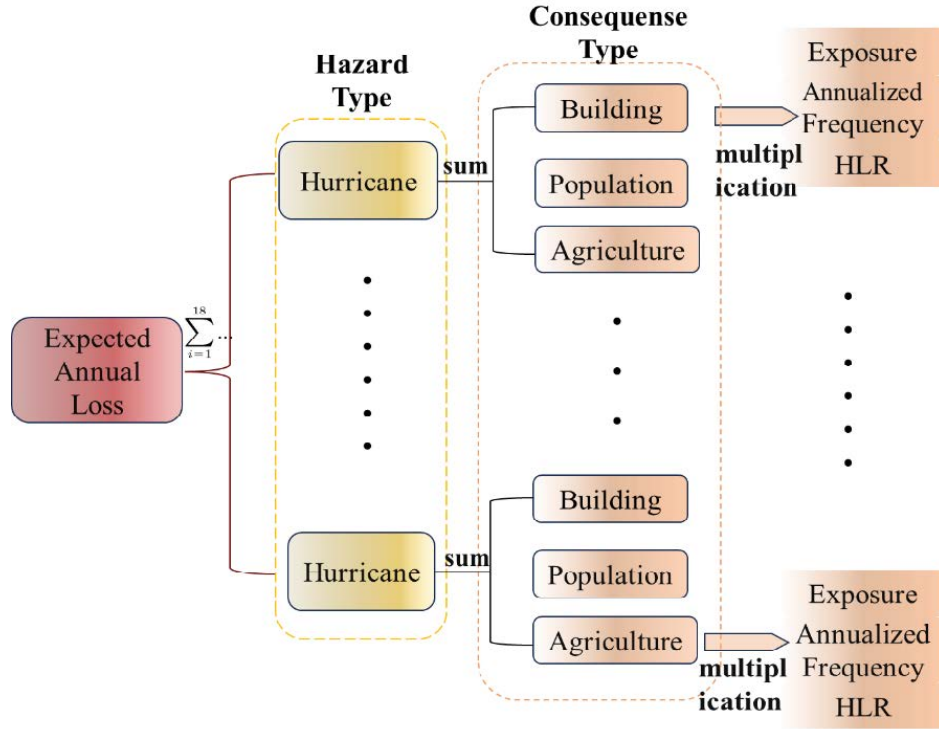 Consequense
Type
Hazard
Type
Expected
Annual
Loss
18
∑...
i=1
Hurricane
sum
Building
Population
Agriculture
multipl
ication
Exposure
Annualized
Frequency
HLR
Hurricane
sum
Building
Population
Agriculture
multipl
ication
Exposure
Annualized
Frequency
HLR